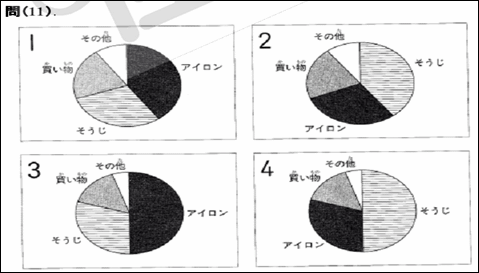 問(11).
1
その他
買い物
アイロン
そうじ
2
その他
買い物
そうじ
アイロン
3
その他
買い物
アイロン
そうじ
4
その他
買い物
そうじ
アイロン